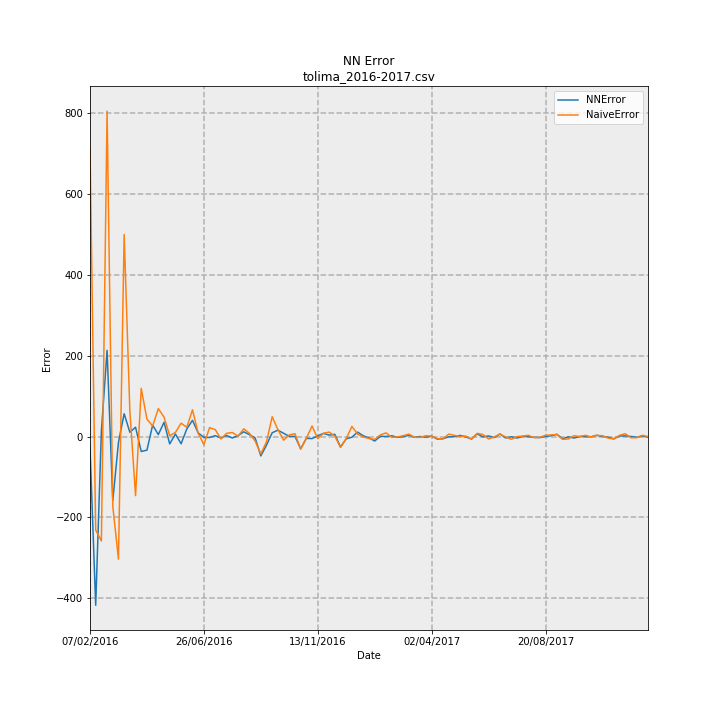 NN Error
tolima_2016-2017.csv
NNError
NaiveError
800
600
400
200
0
−200
−400
Error
07/02/2016 26/06/2016 13/11/2016 02/04/2017 20/08/2017
Date